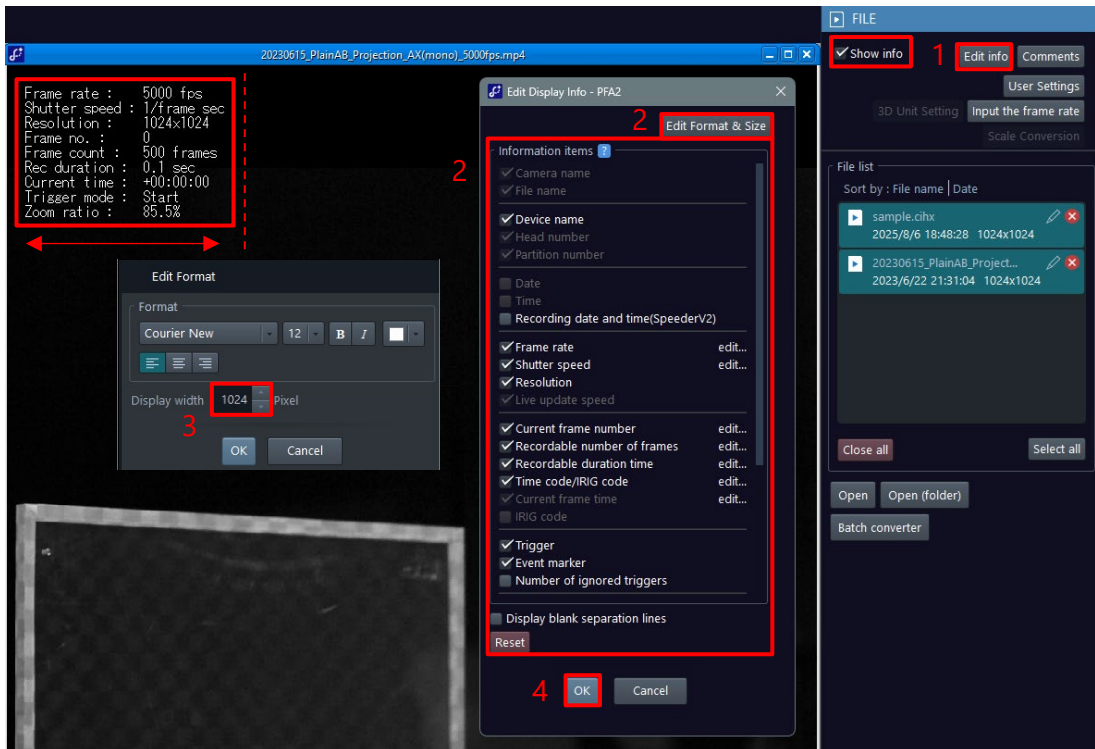 FILE
20230615_PlainAB_Projection_AX(mono)_5000fps.mp4
Show info
1
Edit info
Comments
User Settings
3D Unit Setting
Input the frame rate
Scale Conversion
Frame rate : 5000 fps
Shutter speed : 1/frame sec
Resolution : 1024x1024
Frame no. : 0
Frame count : 500 frames
Rec duration : 0.1 sec
Current time : +00:00:00
Trigger mode : Start
Zoom ratio : 85.5%
Edit Format
Format
Courier New
12
B
I
Display width 1024 Pixel
3
OK
Cancel
Edit Display Info - PFA2
2
Edit Format & Size
2
Information items ?
Camera name
File name
Device name
Head number
Partition number
Date
Time
Recording date and time(SpeederV2)
Frame rate edit...
Shutter speed edit...
Resolution
Live update speed
Current frame number edit...
Recordable number of frames edit...
Recordable duration time edit...
Time code/IRIG code edit...
Current frame time edit...
IRIG code
Trigger
Event marker
Number of ignored triggers
Display blank separation lines
Reset
4
OK
Cancel
File list
Sort by : File name | Date
sample.cihx
2025/8/6 18:48:28 1024x1024
20230615_PlainAB_Project...
2023/6/22 21:31:04 1024x1024
Close all
Select all
Open
Open (folder)
Batch converter